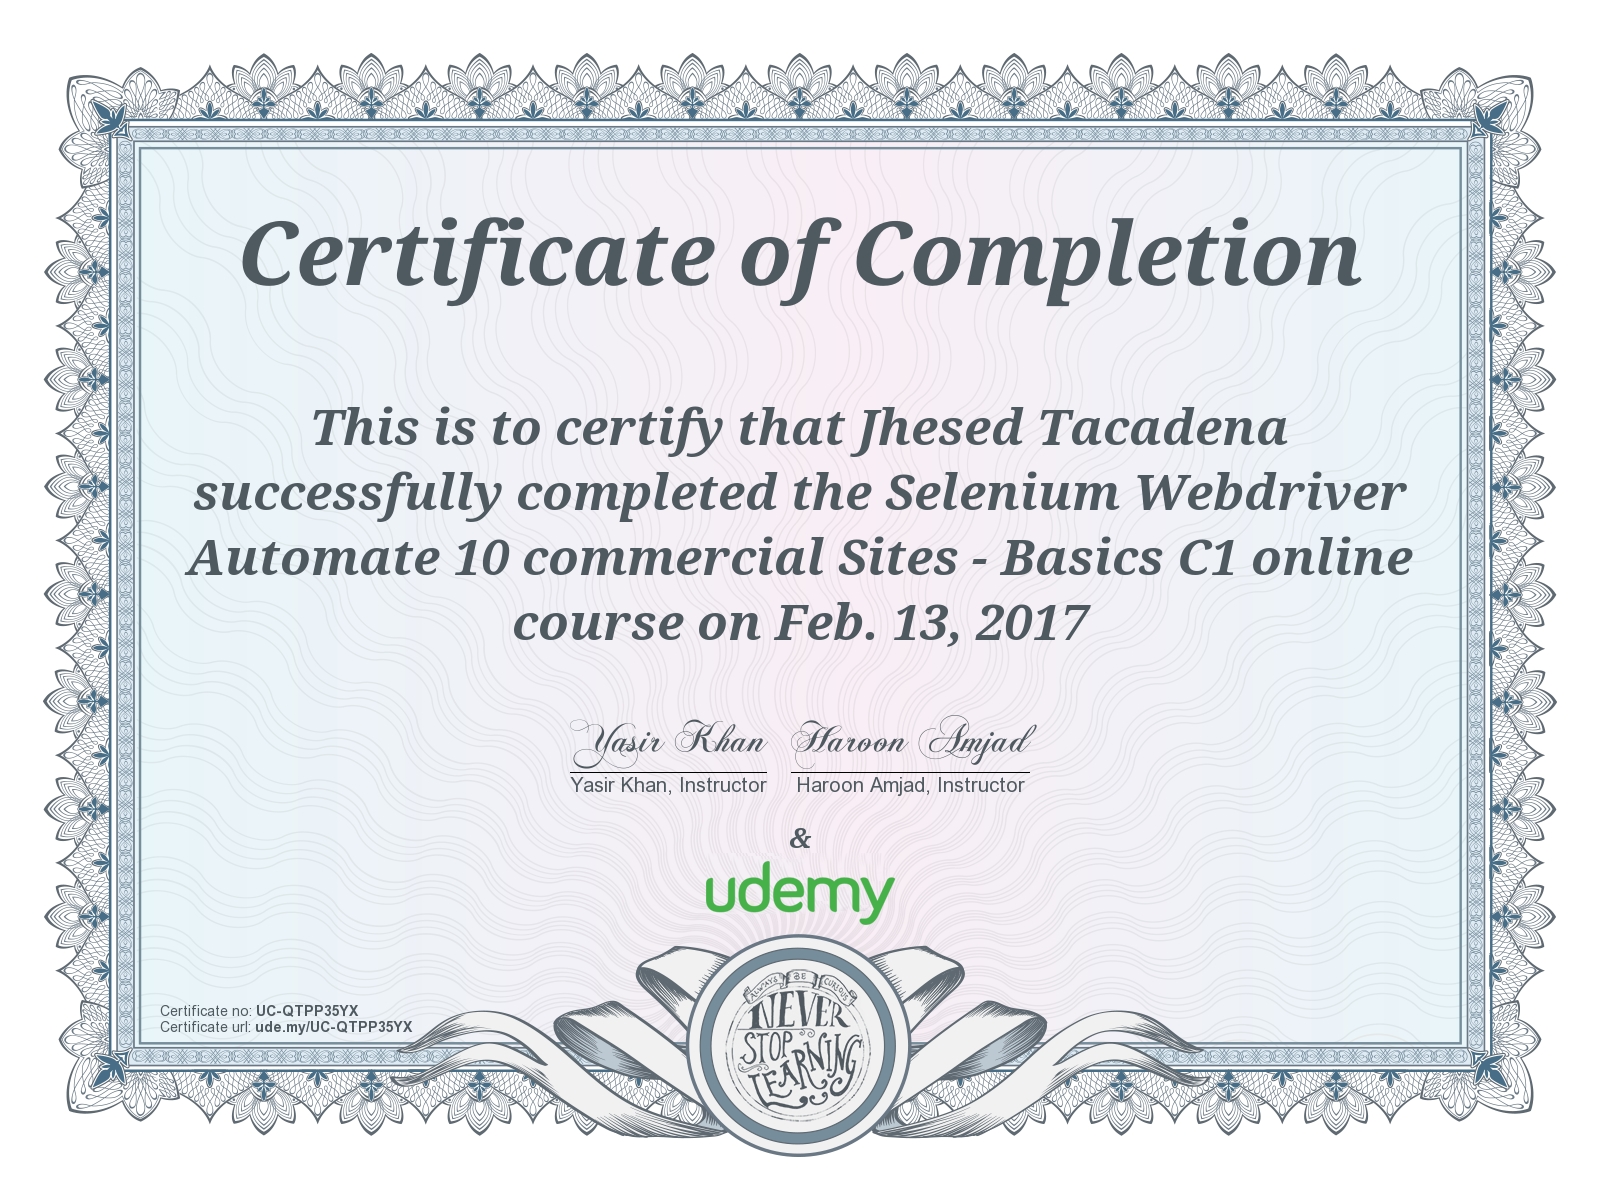 Certificate of Completion
This is to certify that Jhesed Tacadena
successfully completed the Selenium Webdriver
Automate 10 commercial Sites - Basics C1 online
course on Feb. 13, 2017
Yasir Khan Haroon Amjad
Yasir Khan, Instructor Haroon Amjad, Instructor
&
udemy
ALWAYS BE CURIOUS
NEVER
STOP
LEARNING
Certificate no: UC-QTPP35YX
Certificate url: ude.my/UC-QTPP35YX